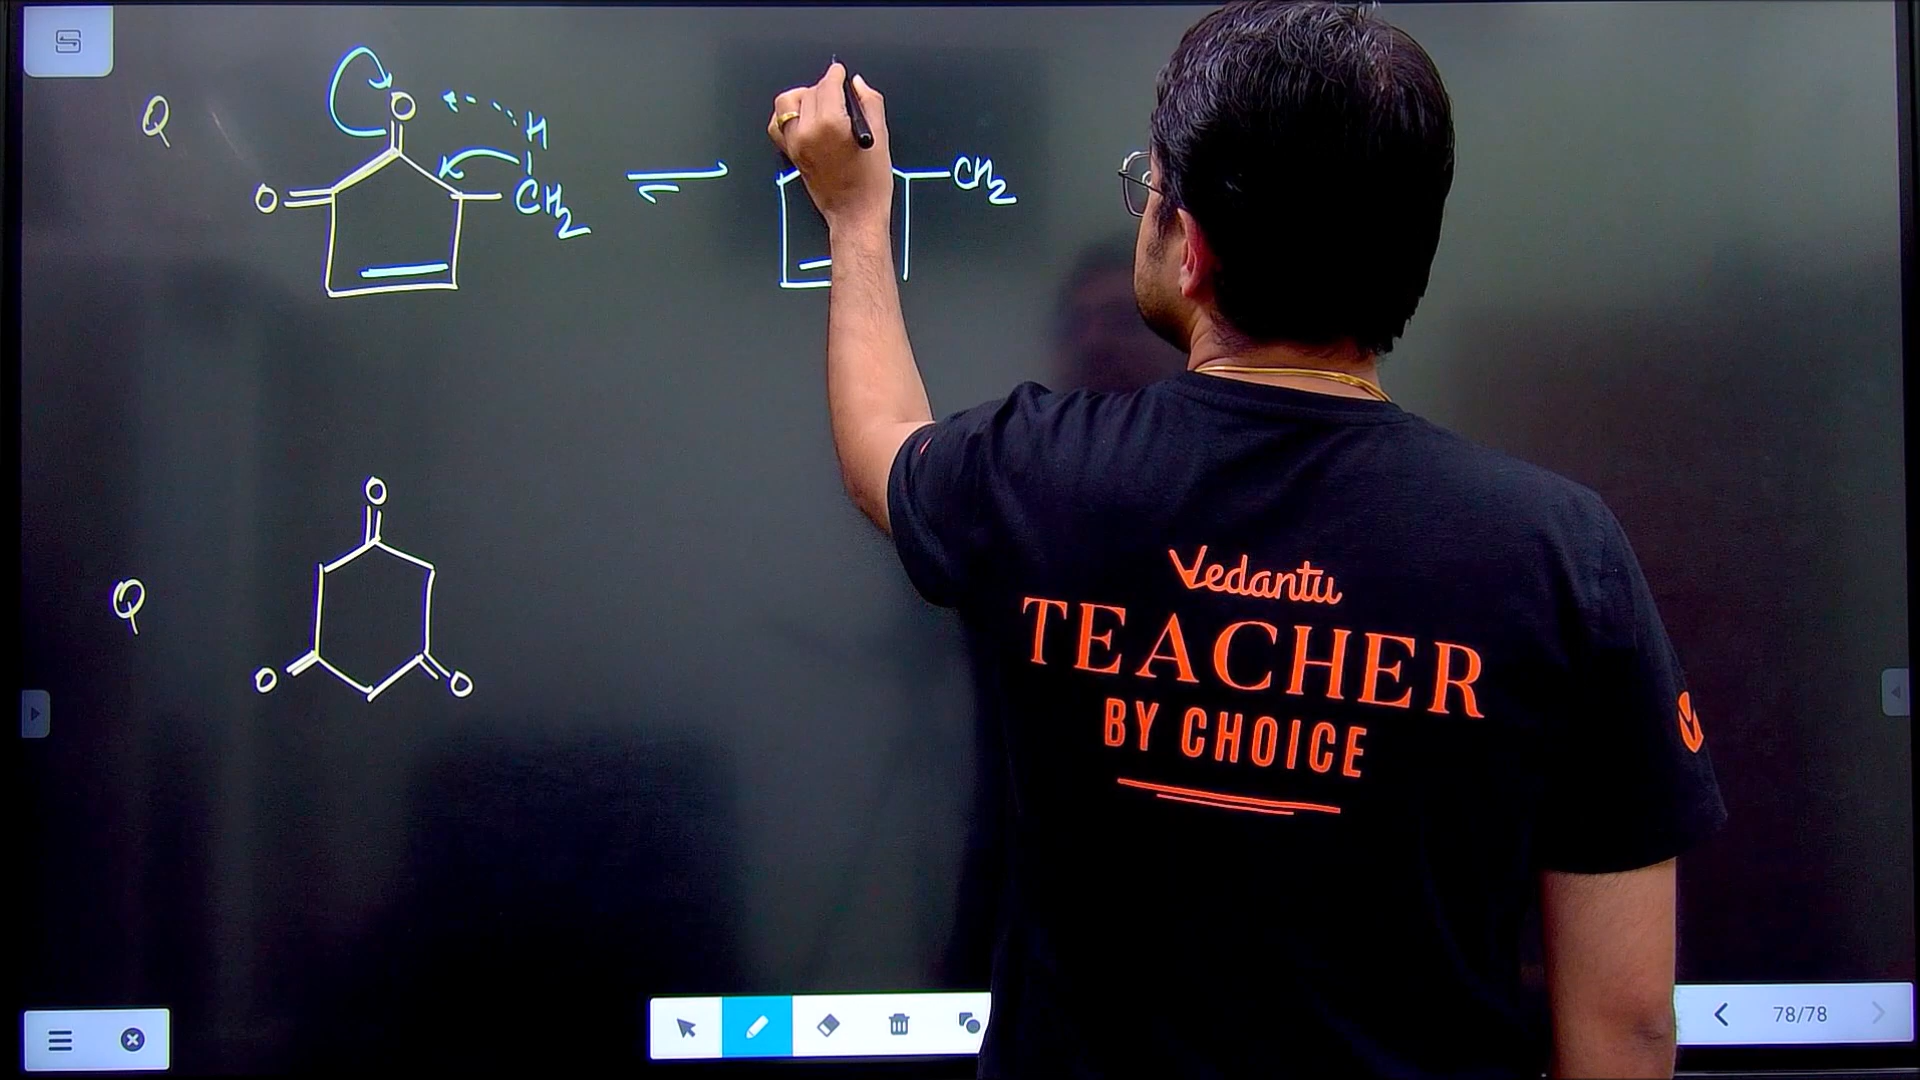 Q
O
H
O
CH2
CH2
Q
O
O
O
Vedantu
TEACHER
BY CHOICE
78/78